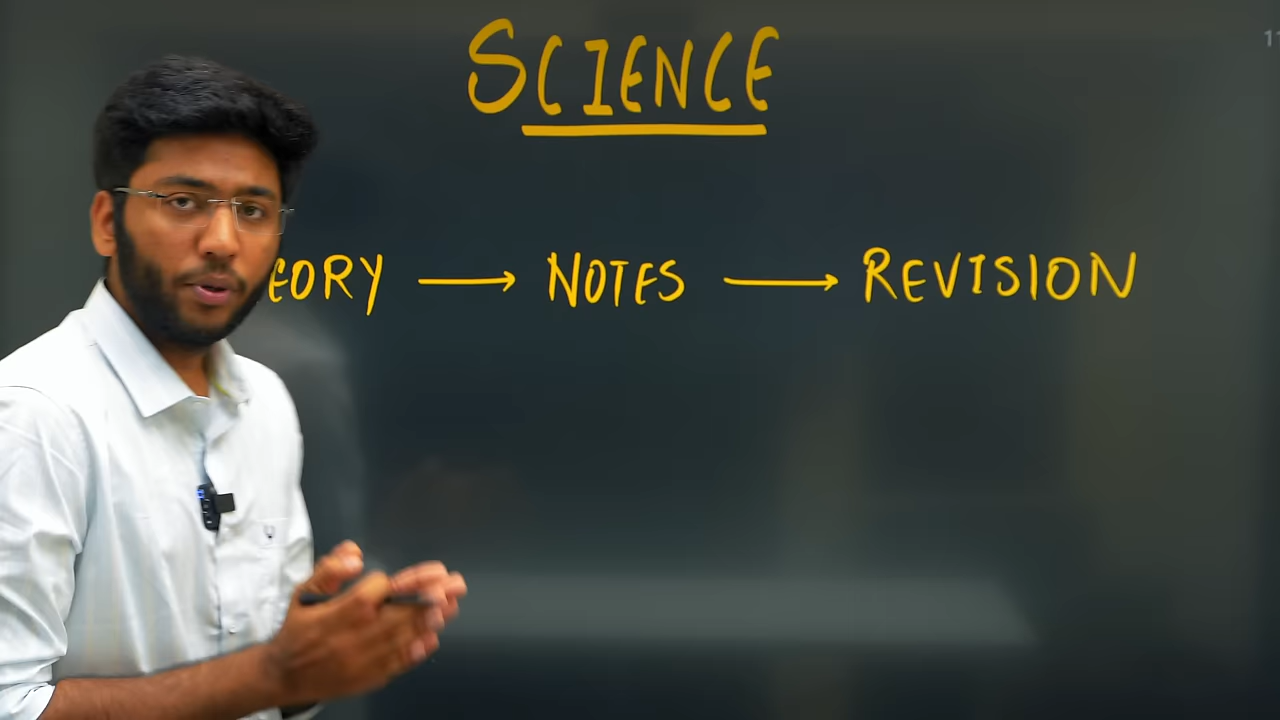 SCIENCE
EORY → NOTES → REVISION